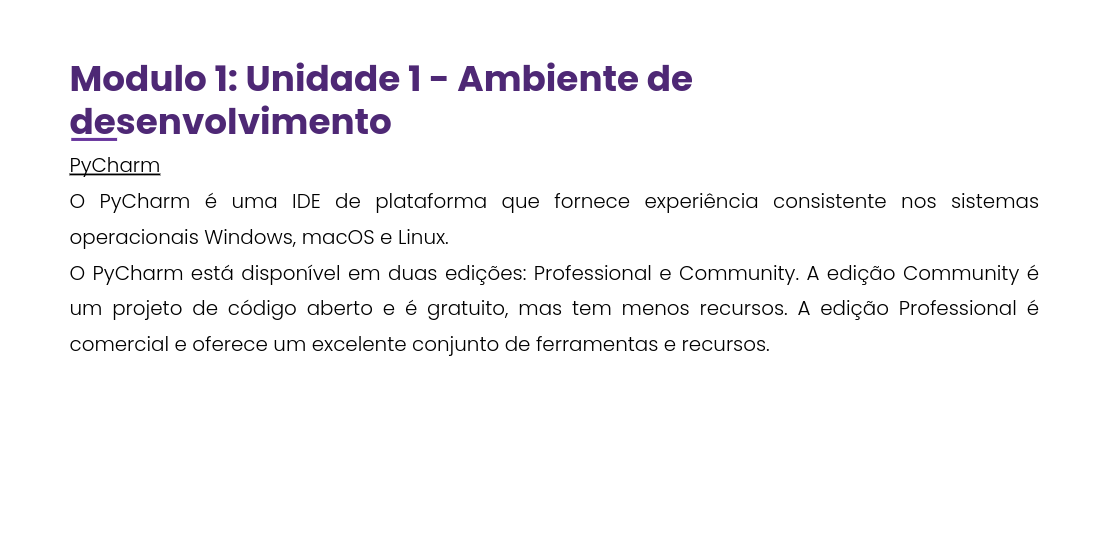 Modulo 1: Unidade 1 - Ambiente de
desenvolvimento
PyCharm
O PyCharm é uma IDE de plataforma que fornece experiência consistente nos sistemas
operacionais Windows, macOS e Linux.
O PyCharm está disponível em duas edições: Professional e Community. A edição Community é
um projeto de código aberto e é gratuito, mas tem menos recursos. A edição Professional é
comercial e oferece um excelente conjunto de ferramentas e recursos.